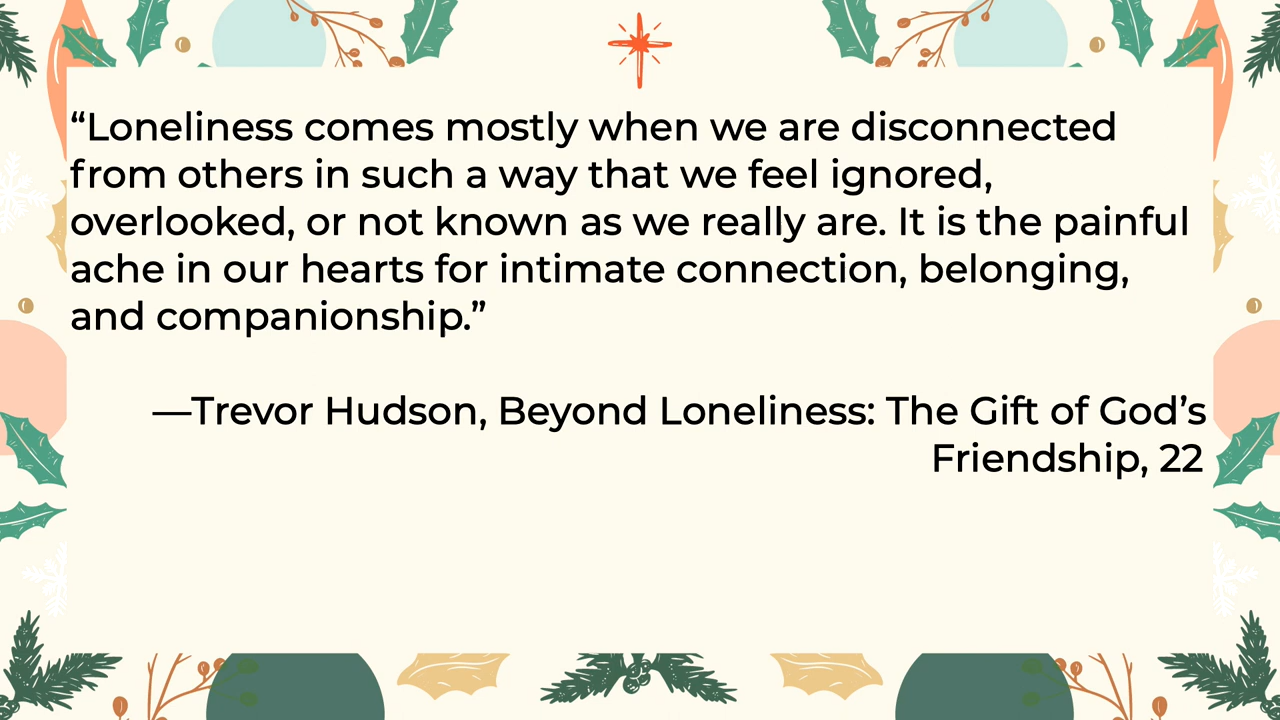 “Loneliness comes mostly when we are disconnected
from others in such a way that we feel ignored,
overlooked, or not known as we really are. It is the painful
ache in our hearts for intimate connection, belonging,
and companionship.”
—Trevor Hudson, Beyond Loneliness: The Gift of God’s
Friendship, 22